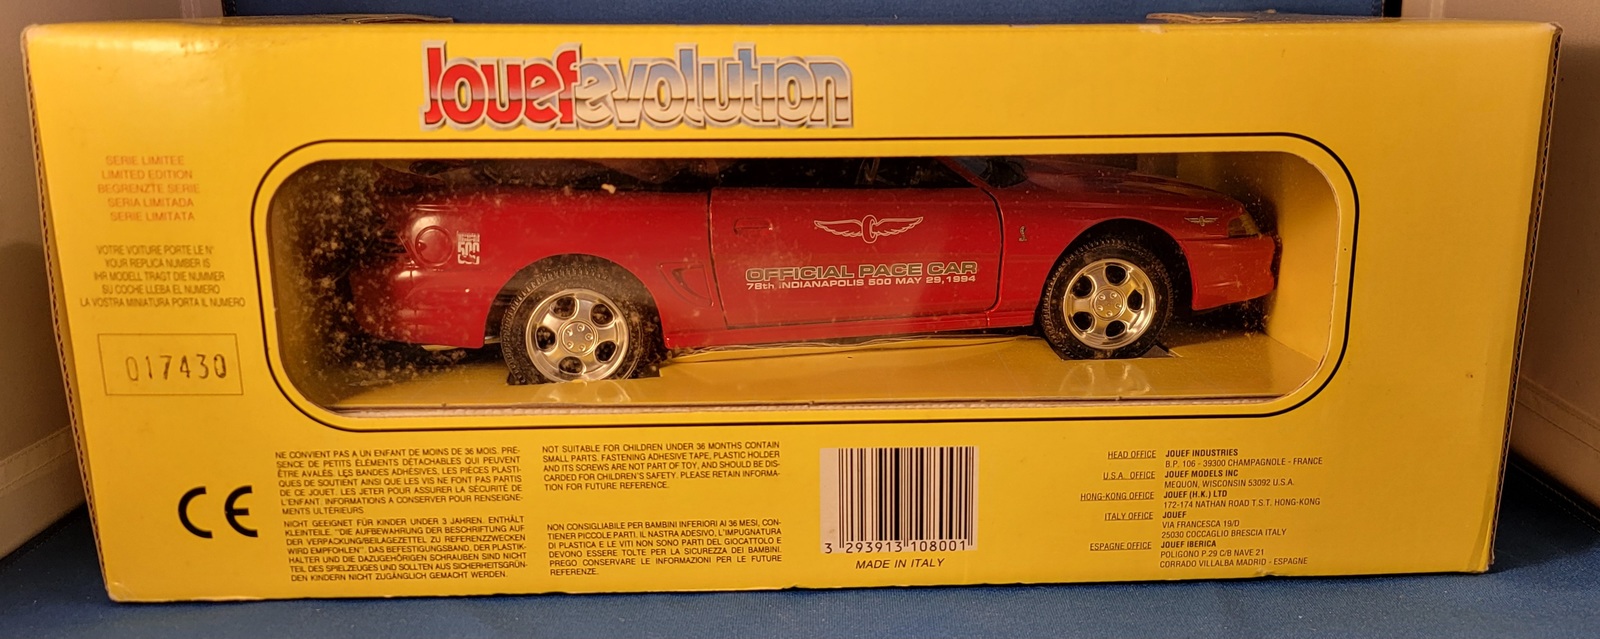 Jouef evolution
SERIE LIMITEE
LIMITED EDITION
BEGRENZTE SERIE
SERIA LIMITADA
SERIE LIMITATA
VOTRE VOITURE PORTE LE N°
YOUR REPLICA NUMBER IS
IHR MODELL TRAGT DIE NUMMER
SU COCHE LLEBA EL NUMERO
LA VOSTRA MINIATURA PORTA IL NUMERO
017430
500
OFFICIAL PACE CAR
78th INDIANAPOLIS 500 MAY 29, 1994
CE
NE CONVIENT PAS A UN ENFANT DE MOINS DE 36 MOIS. PRÉ-
SENCE DE PETITS ÉLÉMENTS DÉTACHABLES QUI PEUVENT
ÊTRE AVALÉS. LES BANDES ADHÉSIVES, LES PIÈCES PLASTI-
QUES DE SOUTIENT AINSI QUE LES VIS NE FONT PAS PARTIS
DE CE JOUET. LES JETER POUR ASSURER LA SÉCURITÉ DE
L'ENFANT. INFORMATIONS A CONSERVER POUR RENSEIGNE-
MENTS ULTÉRIEURS.
NICHT GEEIGNET FÜR KINDER UNDER 3 JAHREN. ENTHÄLT
KLEINTEILE. "DIE AUFBEWAHRUNG DER BESCHRIFTUNG AUF
DER VERPACKUNG/BEILAGEZETTEL ZU REFERENZZWECKEN
WIRD EMPFOHLEN". DAS BEFESTIGUNGSBAND, DER PLASTIK-
HALTER UND DIE DAZUGEHÖRIGEN SCHRAUBEN SIND NICHT
TEIL DES SPIELZEUGES UND SOLLTEN AUS SICHERHEITSGRÜN-
DEN KINDERN NICHT ZUGÄNGLICH GEMACHT WERDEN.
NOT SUITABLE FOR CHILDREN UNDER 36 MONTHS CONTAIN
SMALL PARTS. FASTENING ADHESIVE TAPE, PLASTIC HOLDER
AND ITS SCREWS ARE NOT PART OF TOY, AND SHOULD BE DIS-
CARDED FOR CHILDREN'S SAFETY. PLEASE RETAIN INFORMA-
TION FOR FUTURE REFERENCE.
NON CONSIGLIABILE PER BAMBINI INFERIORI AI 36 MESI, CON-
TIENER PICCOLE PARTI. IL NASTRA ADESIVO, L'IMPUGNATURA
DI PLASTICA E LE VITI NON SONO PARTI DEL GIOCATTOLO E
DEVONO ESSERE TOLTE PER LA SICUREZZA DEI BAMBINI.
PREGO CONSERVARE LE INFORMAZIONI PER LE FUTURE
REFERENZE.
3 293913 108001
MADE IN ITALY
HEAD OFFICE JOUEF INDUSTRIES
B.P. 106 - 39300 CHAMPAGNOLE - FRANCE
U.S.A. OFFICE JOUEF MODELS INC
MEQUON, WISCONSIN 53092 U.S.A.
HONG-KONG OFFICE JOUEF (H.K.) LTD
172-174 NATHAN ROAD T.S.T. HONG-KONG
ITALY OFFICE JOUEF
VIA FRANCESCA 19/D
25030 COCCAGLIO BRESCIA ITALY
ESPAGNE OFFICE JOUEF IBERICA
POLIGONO P.29 C/B NAVE 21
CORRADO VILLALBA MADRID - ESPAGNE